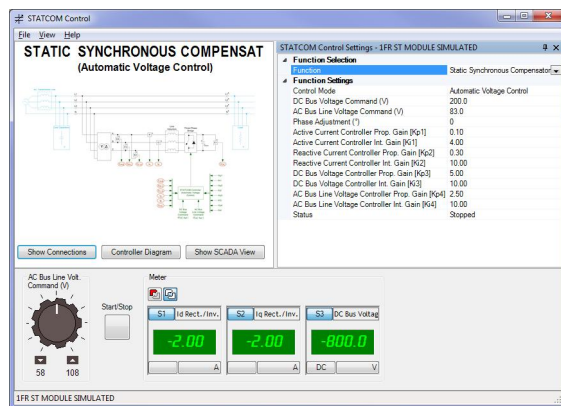 STATCOM Control
File View Help
STATIC SYNCHRONOUS COMPENSAT
(Automatic Voltage Control)
Show Connections
Controller Diagram
Show SCADA View
STATCOM Control Settings - 1FR ST MODULE SIMULATED
Function Selection
Function Static Synchronous Compensator
Function Settings
Control Mode Automatic Voltage Control
DC Bus Voltage Command (V) 200.0
AC Bus Line Voltage Command (V) 83.0
Phase Adjustment (°) 0
Active Current Controller Prop. Gain [Kp1] 0.10
Active Current Controller Int. Gain [Ki1] 4.00
Reactive Current Controller Prop. Gain [Kp2] 0.30
Reactive Current Controller Int. Gain [Ki2] 10.00
DC Bus Voltage Controller Prop. Gain [Kp3] 5.00
DC Bus Voltage Controller Int. Gain [Ki3] 10.00
AC Bus Line Voltage Controller Prop. Gain [Kp4] 2.50
AC Bus Line Voltage Controller Int. Gain [Ki4] 10.00
Status Stopped
AC Bus Line Volt.
Command (V)
58 108
Start/Stop
Meter
S1 Id Rect./Inv.
-2.00
A
S2 Iq Rect./Inv.
-2.00
A
S3 DC Bus Voltag
-800.0
DC V
1FR ST MODULE SIMULATED